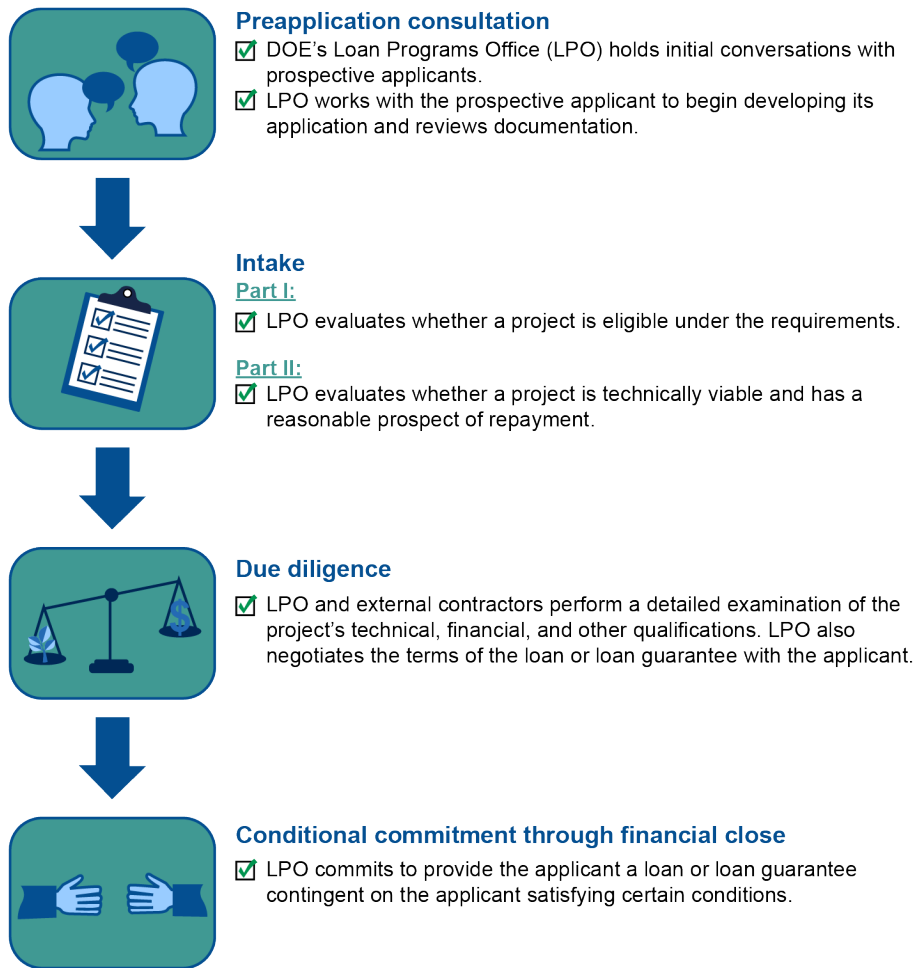 Preapplication consultation
DOE’s Loan Programs Office (LPO) holds initial conversations with
prospective applicants.
LPO works with the prospective applicant to begin developing its
application and reviews documentation.
Intake
Part I:
LPO evaluates whether a project is eligible under the requirements.
Part II:
LPO evaluates whether a project is technically viable and has a
reasonable prospect of repayment.
Due diligence
LPO and external contractors perform a detailed examination of the
project’s technical, financial, and other qualifications. LPO also
negotiates the terms of the loan or loan guarantee with the applicant.
$
Conditional commitment through financial close
LPO commits to provide the applicant a loan or loan guarantee
contingent on the applicant satisfying certain conditions.